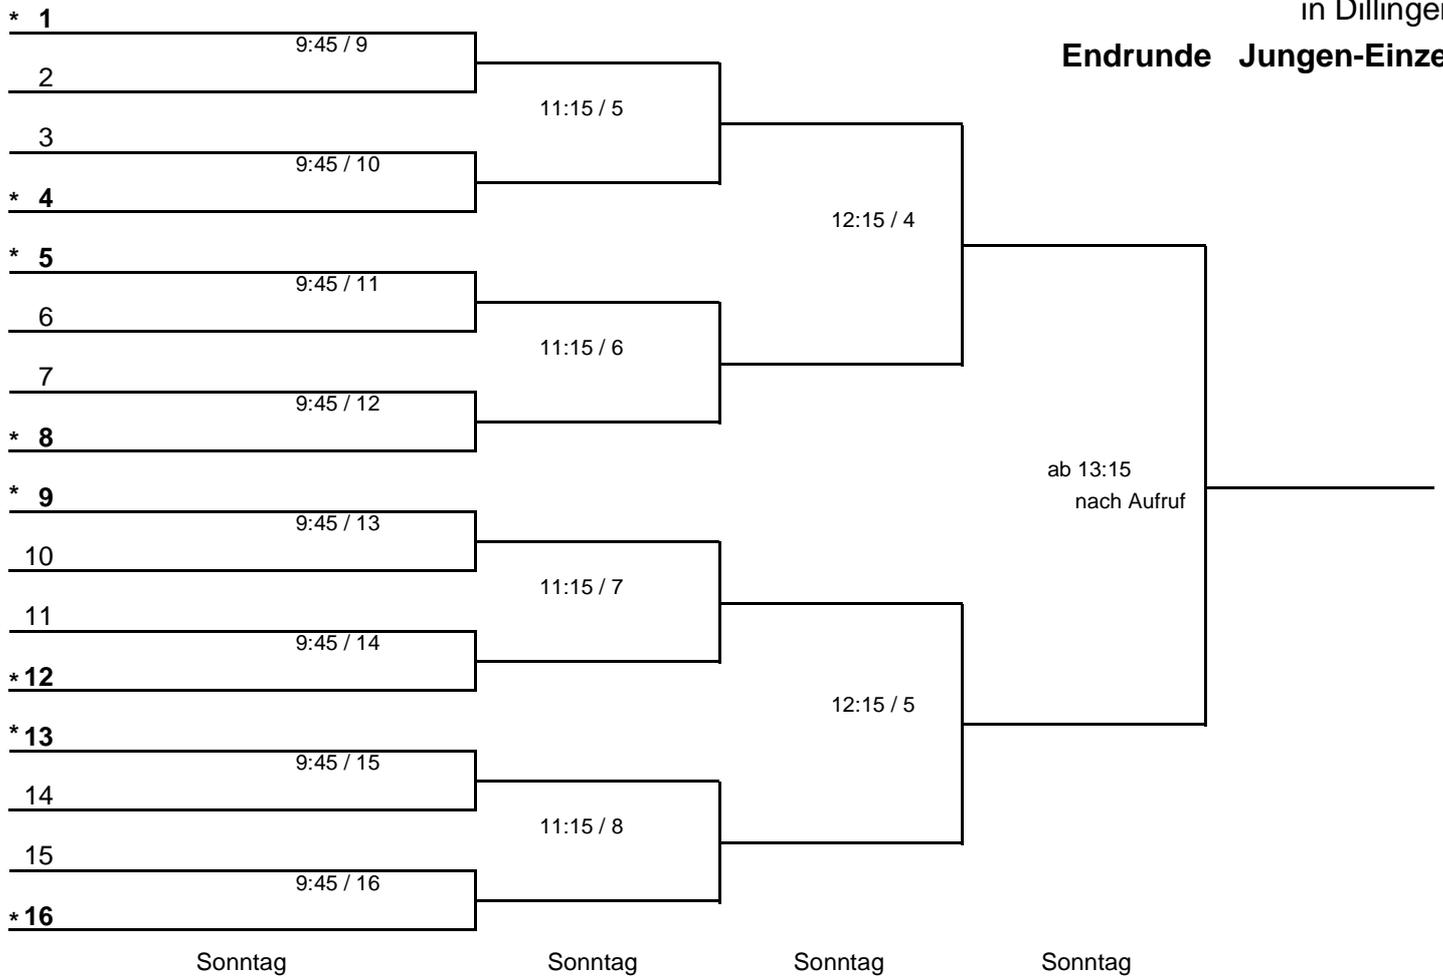 in Dillingen
Endrunde Jungen-Einze
* 1
9:45 / 9
2
11:15 / 5
3
9:45 / 10
* 4
12:15 / 4
* 5
9:45 / 11
6
11:15 / 6
7
9:45 / 12
* 8
ab 13:15
nach Aufruf
* 9
9:45 / 13
10
11:15 / 7
11
9:45 / 14
* 12
12:15 / 5
* 13
9:45 / 15
14
11:15 / 8
15
9:45 / 16
* 16
Sonntag Sonntag Sonntag Sonntag